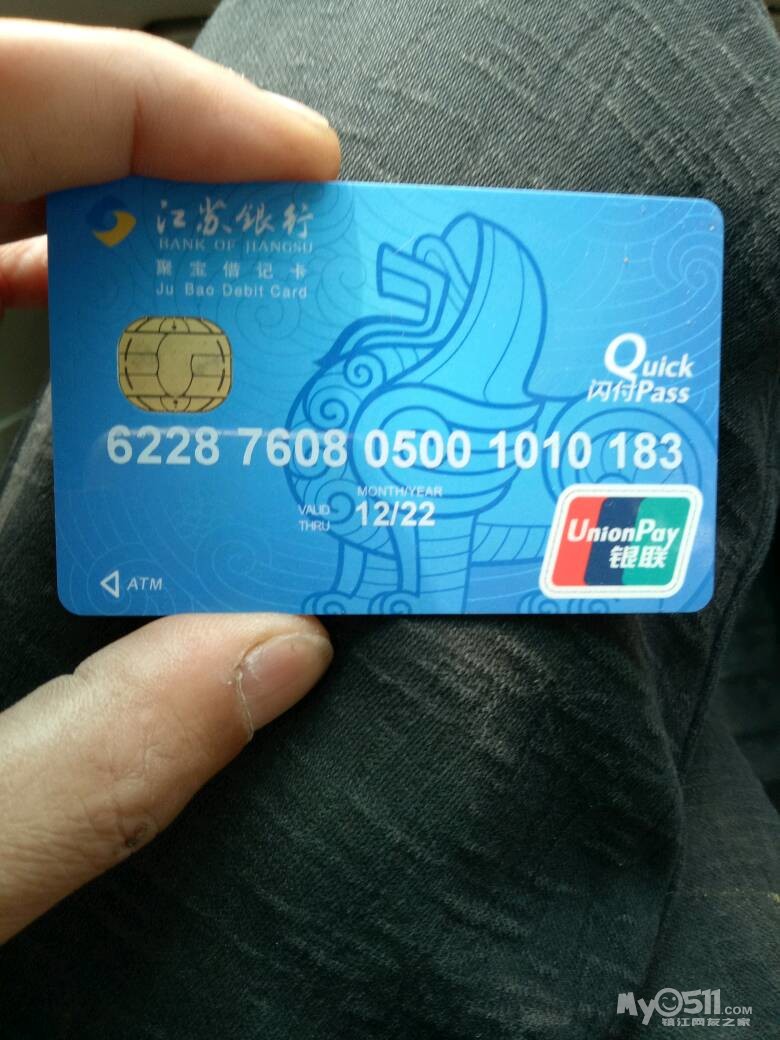 江苏银行
BANK OF JIANGSU
聚宝借记卡
Ju Bao Debit Card
Quick
闪付Pass
6228 7608 0500 1010 183
MONTH/YEAR
VALID
THRU
12/22
UnionPay
银联
ATM
My0511.COM
镇江网友之家